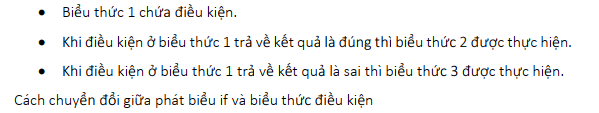 • Biểu thức 1 chứa điều kiện.
• Khi điều kiện ở biểu thức 1 trả về kết quả là đúng thì biểu thức 2 được thực hiện.
• Khi điều kiện ở biểu thức 1 trả về kết quả là sai thì biểu thức 3 được thực hiện.
Cách chuyển đổi giữa phát biểu if và biểu thức điều kiện